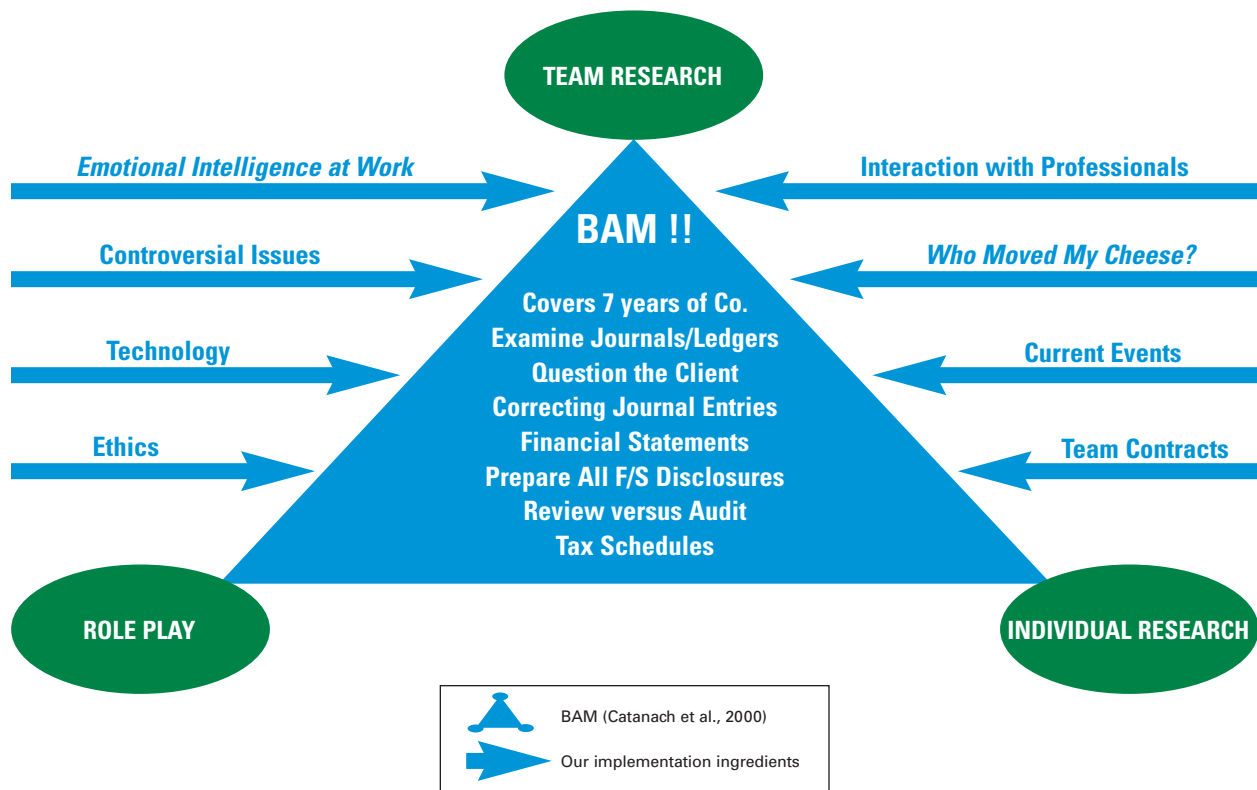 TEAM RESEARCH
Emotional Intelligence at Work
Interaction with Professionals
BAM !!
Controversial Issues
Who Moved My Cheese?
Covers 7 years of Co.
Examine Journals/Ledgers
Technology
Question the Client
Current Events
Correcting Journal Entries
Financial Statements
Ethics
Team Contracts
Prepare All F/S Disclosures
Review versus Audit
Tax Schedules
ROLE PLAY
INDIVIDUAL RESEARCH
BAM (Catanach et al., 2000)
Our implementation ingredients